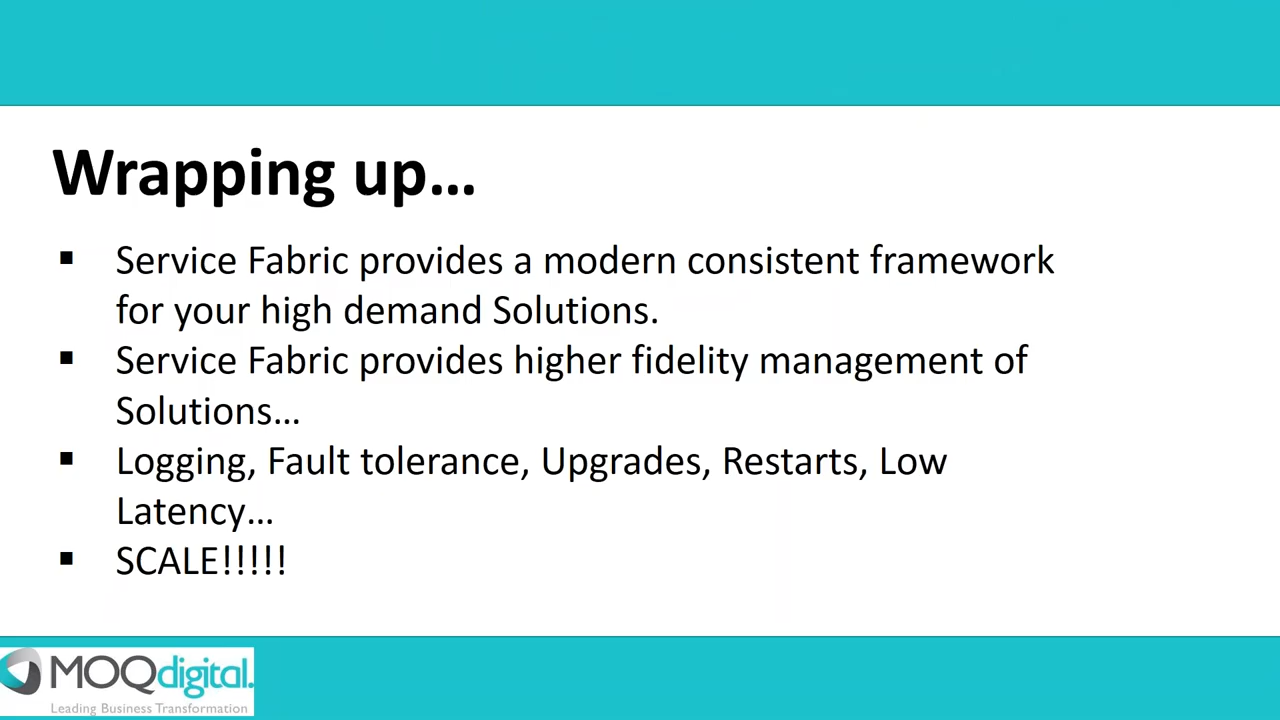 Wrapping up…
Service Fabric provides a modern consistent framework
for your high demand Solutions.
Service Fabric provides higher fidelity management of
Solutions…
Logging, Fault tolerance, Upgrades, Restarts, Low
Latency…
SCALE!!!!!
MOQdigital.
Leading Business Transformation